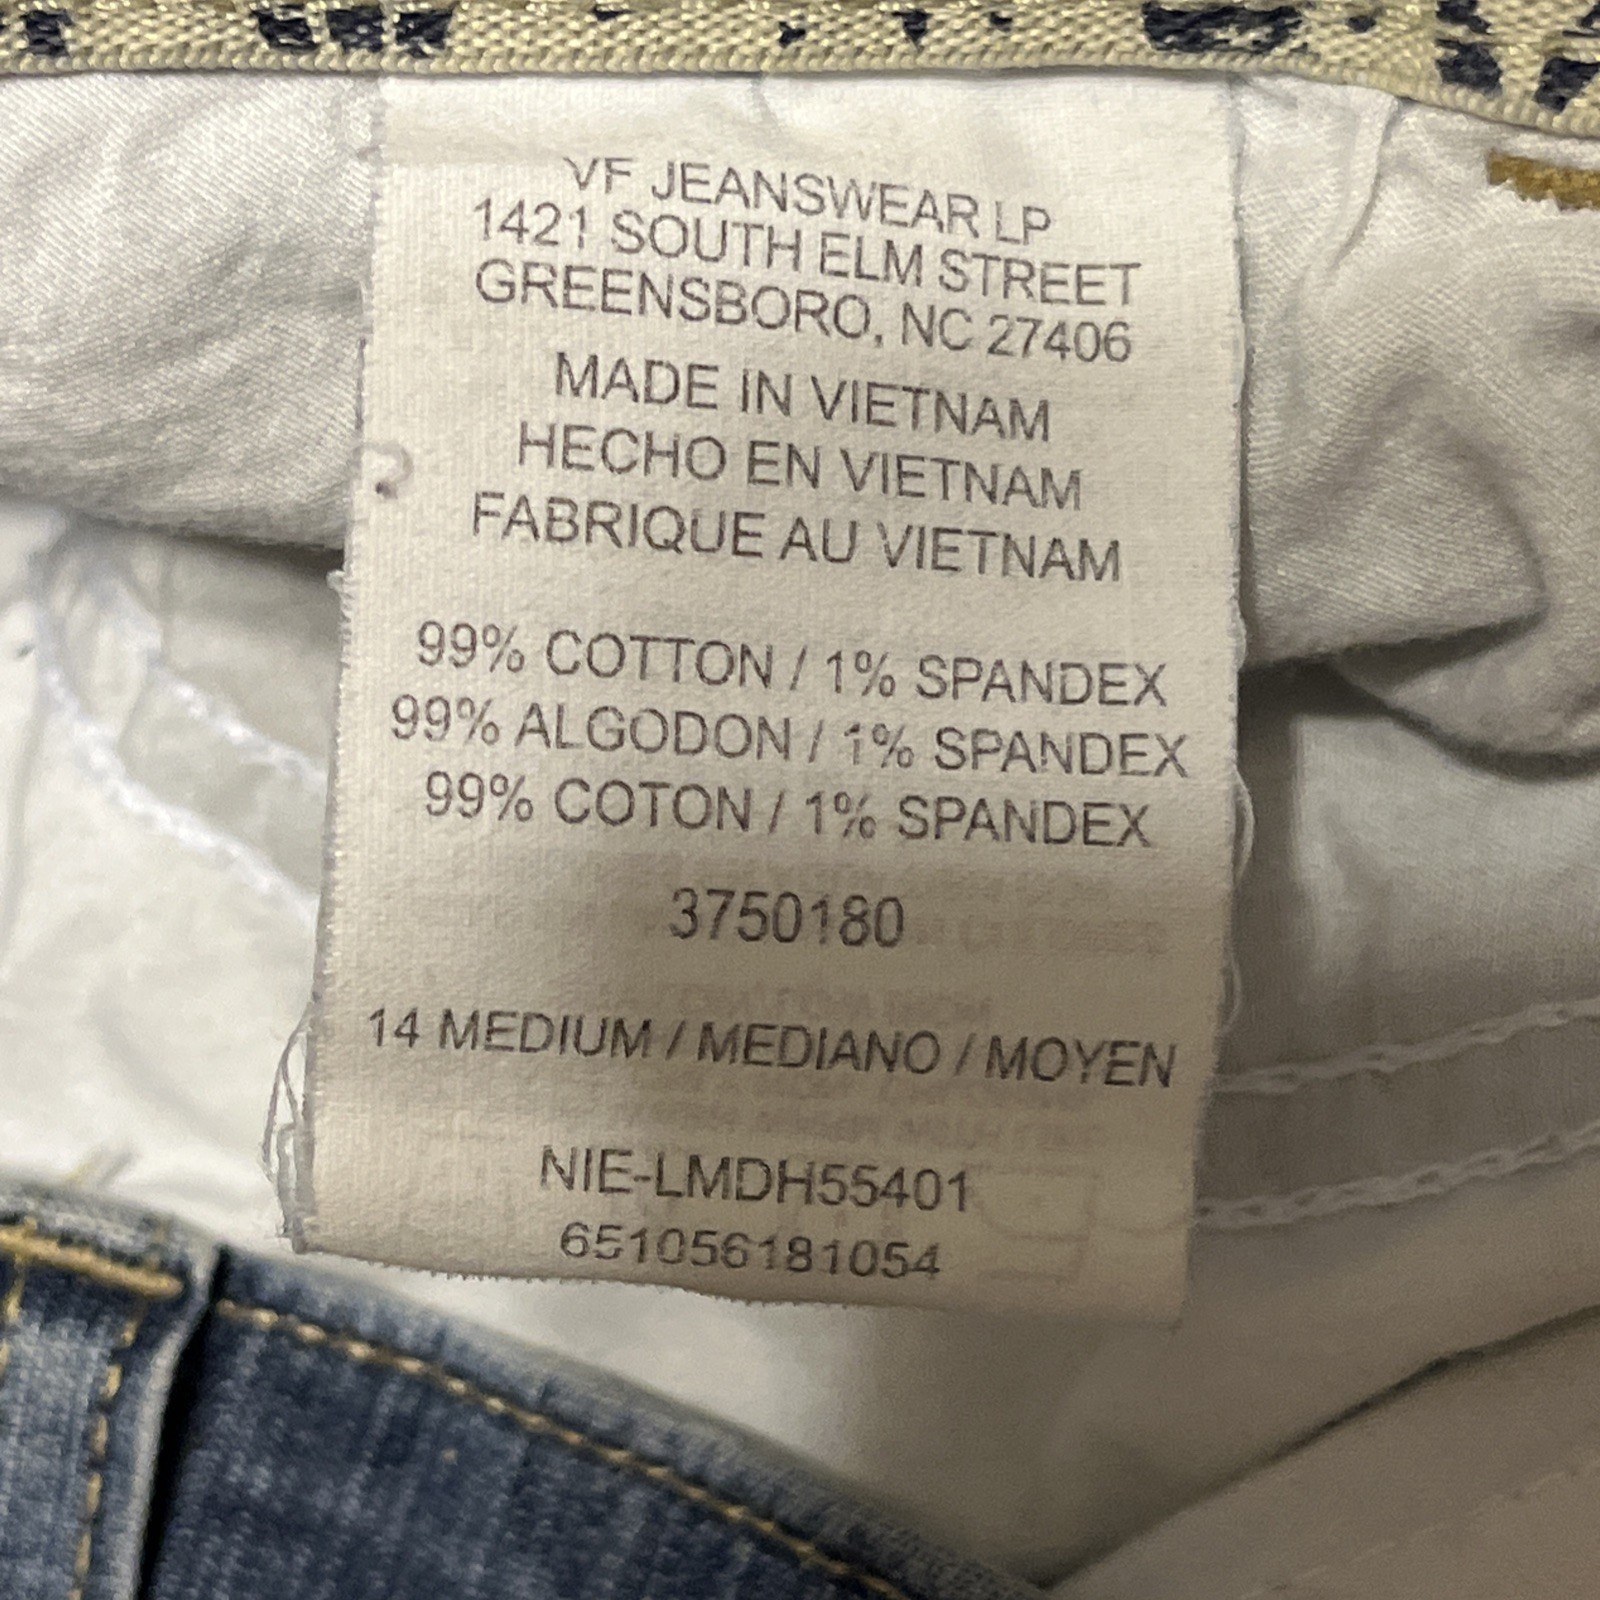 VF JEANSWEAR LP
1421 SOUTH ELM STREET
GREENSBORO, NC 27406
MADE IN VIETNAM
HECHO EN VIETNAM
FABRIQUE AU VIETNAM
99% COTTON / 1% SPANDEX
99% ALGODON / 1% SPANDEX
99% COTON / 1% SPANDEX
3750180
14 MEDIUM / MEDIANO / MOYEN
NIE-LMDH55401
651056181054